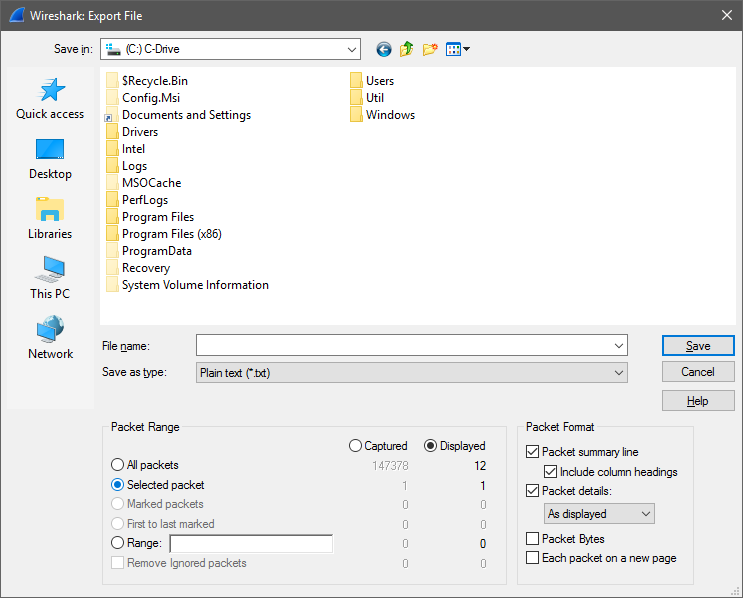 Wireshark: Export File
Save in: (C:) C-Drive
Quick access
Desktop
Libraries
This PC
Network
$Recycle.Bin
Config.Msi
Documents and Settings
Drivers
Intel
Logs
MSOCache
PerfLogs
Program Files
Program Files (x86)
ProgramData
Recovery
System Volume Information
Users
Util
Windows
File name:
Save as type: Plain text (*.txt)
Save
Cancel
Help
Packet Range
Captured Displayed
All packets 147378 12
Selected packet 1 1
Marked packets 0 0
First to last marked 0 0
Range: 0 0
Remove Ignored packets 0 0
Packet Format
Packet summary line
Include column headings
Packet details:
As displayed
Packet Bytes
Each packet on a new page